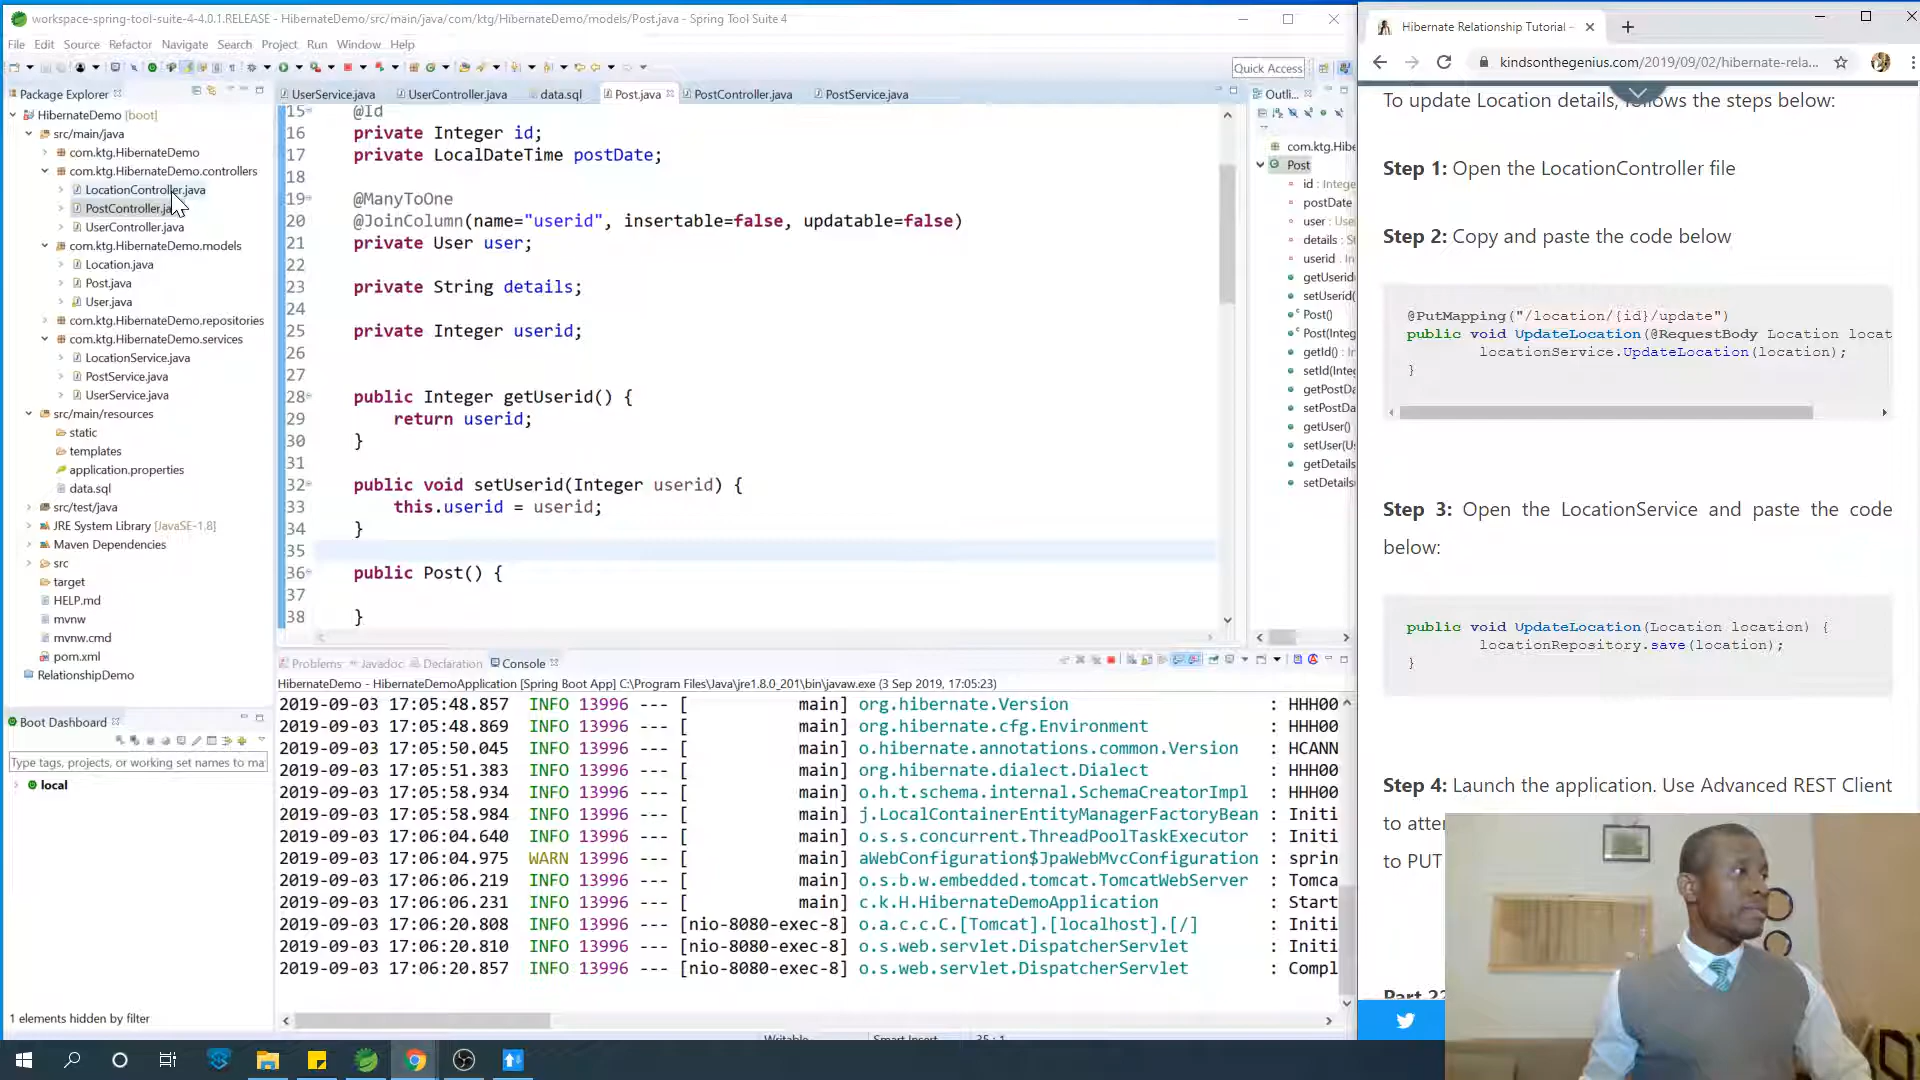 workspace-spring-tool-suite-4-4.0.1.RELEASE - HibernateDemo/src/main/java/com/ktg/HibernateDemo/models/Post.java - Spring Tool Suite 4
File Edit Source Refactor Navigate Search Project Run Window Help
Quick Access
Package Explorer
HibernateDemo [boot]
src/main/java
com.ktg.HibernateDemo
com.ktg.HibernateDemo.controllers
LocationController.java
PostController.ja
UserController.java
com.ktg.HibernateDemo.models
Location.java
Post.java
User.java
com.ktg.HibernateDemo.repositories
com.ktg.HibernateDemo.services
LocationService.java
PostService.java
UserService.java
src/main/resources
static
templates
application.properties
data.sql
src/test/java
JRE System Library [JavaSE-1.8]
Maven Dependencies
src
target
HELP.md
mvnw
mvnw.cmd
pom.xml
RelationshipDemo
Boot Dashboard
Type tags, projects, or working set names to ma
local
1 elements hidden by filter
UserService.java UserController.java data.sql Post.java PostController.java PostService.java
15 @Id
16 private Integer id;
17 private LocalDateTime postDate;
18
19 @ManyToOne
20 @JoinColumn(name="userid", insertable=false, updatable=false)
21 private User user;
22
23 private String details;
24
25 private Integer userid;
26
27
28 public Integer getUserid() {
29 return userid;
30 }
31
32 public void setUserid(Integer userid) {
33 this.userid = userid;
34 }
35
36 public Post() {
37
38 }
Outli...
com.ktg.Hibe
Post
id : Intege
postDate
user : Use
details : St
userid : In
getUserid
setUserid(
Post()
Post(Integ
getId() : In
setId(Inte
getPostDa
setPostDa
getUser()
setUser(U
getDetails
setDetails
Problems Javadoc Declaration Console
HibernateDemo - HibernateDemoApplication [Spring Boot App] C:\Program Files\Java\jre1.8.0_201\bin\javaw.exe (3 Sep 2019, 17:05:23)
2019-09-03 17:05:48.857 INFO 13996 --- [ main] org.hibernate.Version : HHH00
2019-09-03 17:05:48.869 INFO 13996 --- [ main] org.hibernate.cfg.Environment : HHH00
2019-09-03 17:05:50.045 INFO 13996 --- [ main] o.hibernate.annotations.common.Version : HCANN
2019-09-03 17:05:51.383 INFO 13996 --- [ main] org.hibernate.dialect.Dialect : HHH00
2019-09-03 17:05:58.934 INFO 13996 --- [ main] o.h.t.schema.internal.SchemaCreatorImpl : HHH00
2019-09-03 17:05:58.984 INFO 13996 --- [ main] j.LocalContainerEntityManagerFactoryBean : Initi
2019-09-03 17:06:04.640 INFO 13996 --- [ main] o.s.s.concurrent.ThreadPoolTaskExecutor : Initi
2019-09-03 17:06:04.975 WARN 13996 --- [ main] aWebConfiguration$JpaWebMvcConfiguration : sprin
2019-09-03 17:06:06.219 INFO 13996 --- [ main] o.s.b.w.embedded.tomcat.TomcatWebServer : Tomca
2019-09-03 17:06:06.231 INFO 13996 --- [ main] c.k.H.HibernateDemoApplication : Start
2019-09-03 17:06:20.808 INFO 13996 --- [nio-8080-exec-8] o.a.c.c.C.[Tomcat].[localhost].[/] : Initi
2019-09-03 17:06:20.810 INFO 13996 --- [nio-8080-exec-8] o.s.web.servlet.DispatcherServlet : Initi
2019-09-03 17:06:20.857 INFO 13996 --- [nio-8080-exec-8] o.s.web.servlet.DispatcherServlet : Compl
Writable Smart Insert 35 : 1
Hibernate Relationship Tutorial –
kindsonthegenius.com/2019/09/02/hibernate-rela...
To update Location details, follows the steps below:
Step 1: Open the LocationController file
Step 2: Copy and paste the code below
@PutMapping("/location/{id}/update")
public void UpdateLocation(@RequestBody Location locat
locationService.UpdateLocation(location);
}
Step 3: Open the LocationService and paste the code
below:
public void UpdateLocation(Location location) {
locationRepository.save(location);
}
Step 4: Launch the application. Use Advanced REST Client
to atte
to PUT
Part 22